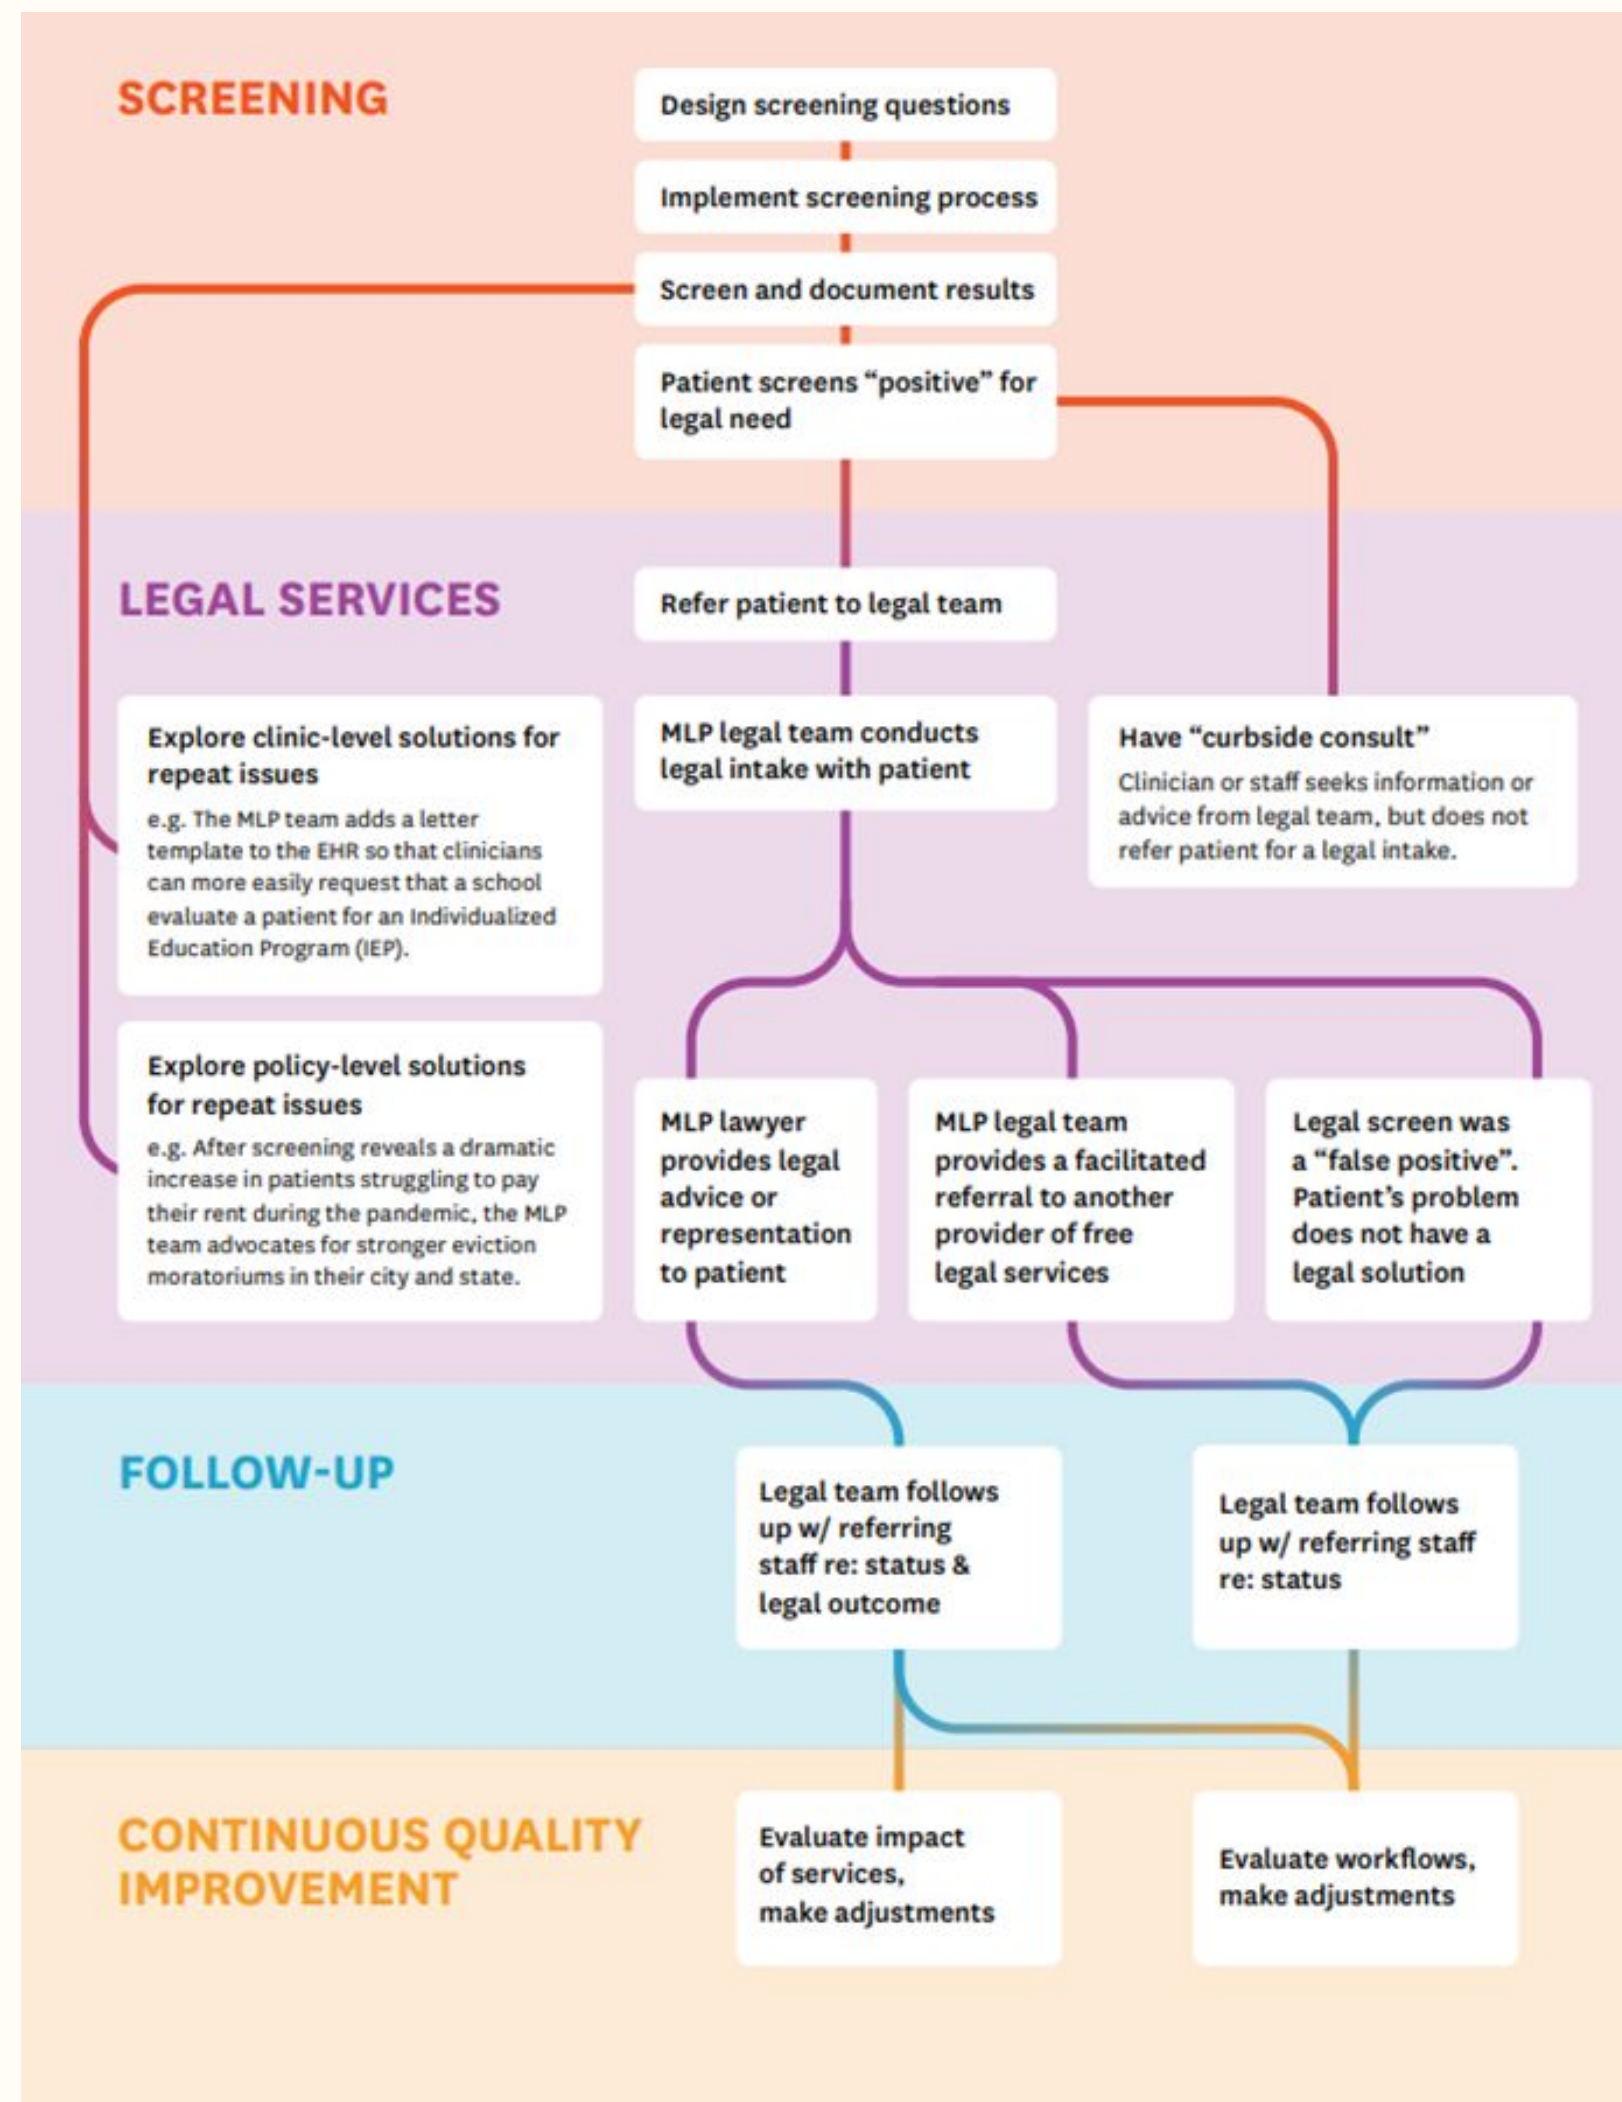 SCREENING
Design screening questions
Implement screening process
Screen and document results
Patient screens “positive” for
legal need
LEGAL SERVICES
Refer patient to legal team
Explore clinic-level solutions for
repeat issues
e.g. The MLP team adds a letter
template to the EHR so that clinicians
can more easily request that a school
evaluate a patient for an Individualized
Education Program (IEP).
MLP legal team conducts
legal intake with patient
Have “curbside consult”
Clinician or staff seeks information or
advice from legal team, but does not
refer patient for a legal intake.
Explore policy-level solutions
for repeat issues
e.g. After screening reveals a dramatic
increase in patients struggling to pay
their rent during the pandemic, the MLP
team advocates for stronger eviction
moratoriums in their city and state.
MLP lawyer
provides legal
advice or
representation
to patient
MLP legal team
provides a facilitated
referral to another
provider of free
legal services
Legal screen was
a “false positive”.
Patient’s problem
does not have a
legal solution
FOLLOW-UP
Legal team follows
up w/ referring
staff re: status &
legal outcome
Legal team follows
up w/ referring staff
re: status
CONTINUOUS QUALITY
IMPROVEMENT
Evaluate impact
of services,
make adjustments
Evaluate workflows,
make adjustments